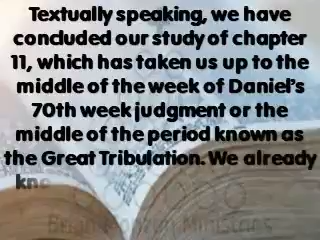 Textually speaking, we have
concluded our study of chapter
11, which has taken us up to the
middle of the week of Daniel's
70th week judgment or the
middle of the period known as
the Great Tribulation. We already
kno
Ministries